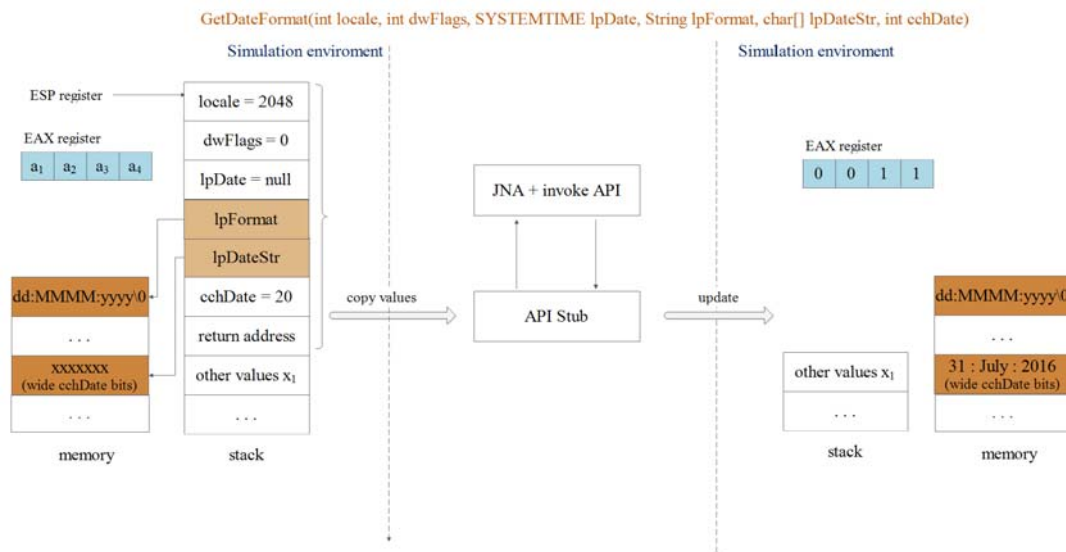 GetDateFormat(int locale, int dwFlags, SYSTEMTIME lpDate, String lpFormat, char[] lpDateStr, int cchDate)
Simulation enviroment
Simulation enviroment
ESP register
EAX register
a1 a2 a3 a4
locale = 2048
dwFlags = 0
lpDate = null
lpFormat
lpDateStr
cchDate = 20
return address
other values x1
. . .
stack
dd:MMMM:yyyy\0
. . .
xxxxxxx
(wide cchDate bits)
. . .
memory
copy values
JNA + invoke API
API Stub
update
EAX register
0 0 1 1
other values x1
. . .
stack
dd:MMMM:yyyy\0
. . .
31 : July : 2016
(wide cchDate bits)
. . .
memory